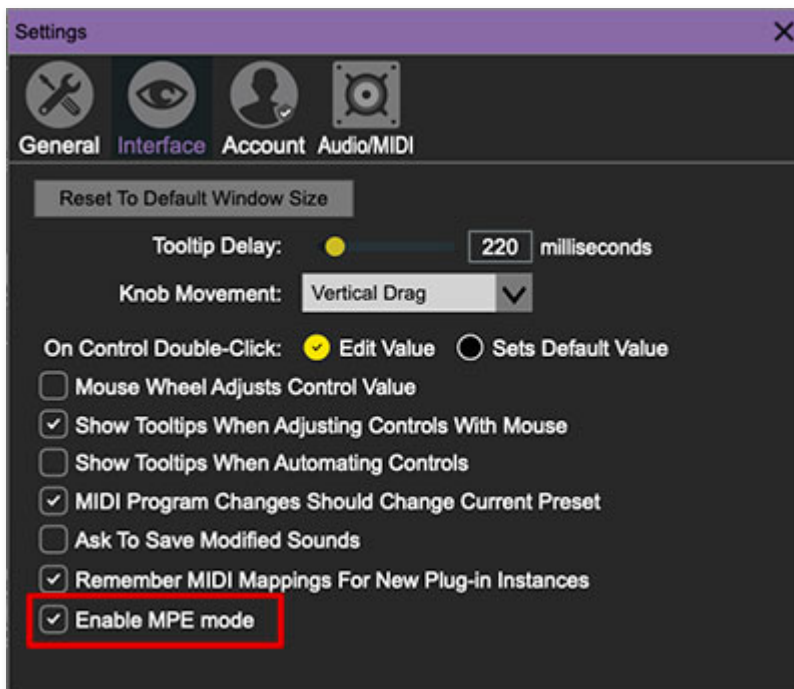 Settings
General Interface Account Audio/MIDI
Reset To Default Window Size
Tooltip Delay: 220 milliseconds
Knob Movement: Vertical Drag
On Control Double-Click: Edit Value Sets Default Value
Mouse Wheel Adjusts Control Value
Show Tooltips When Adjusting Controls With Mouse
Show Tooltips When Automating Controls
MIDI Program Changes Should Change Current Preset
Ask To Save Modified Sounds
Remember MIDI Mappings For New Plug-in Instances
Enable MPE mode